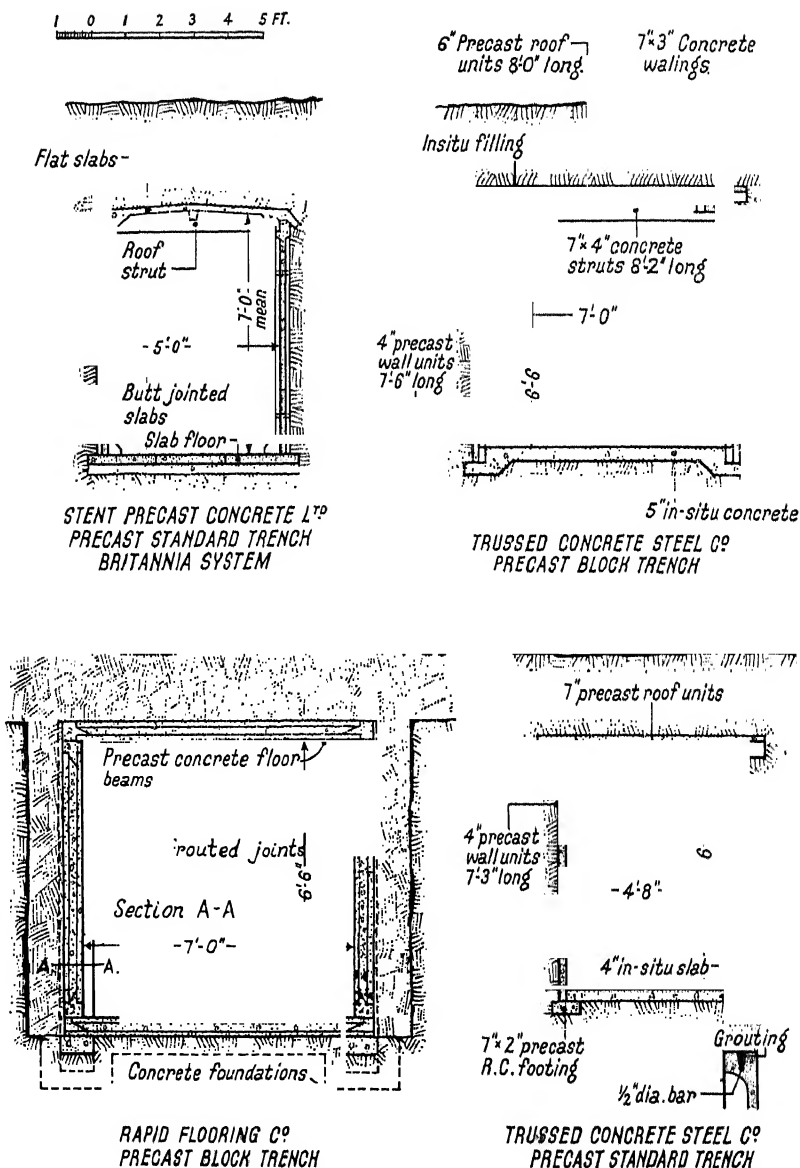 1 0 1 2 3 4 5 FT.
Flat slabs-
Roof
strut
7'-0"
mean
-5'-0"-
Butt jointed
slabs
Slab floor-
STENT PRECAST CONCRETE LTD
PRECAST STANDARD TRENCH
BRITANNIA SYSTEM
6" Precast roof
units 8'-0" long.
7"x3" Concrete
walings.
Insitu filling
7"x 4" concrete
struts 8'-2" long
7'-0"
4" precast
wall units
7'-6" long
6'-6
5" in-situ concrete
TRUSSED CONCRETE STEEL Co
PRECAST BLOCK TRENCH
Precast concrete floor
beams
routed joints
6'-6"
Section A-A
-7'-0"-
A. A.
Concrete foundations
RAPID FLOORING Co
PRECAST BLOCK TRENCH
7" precast roof units
4" precast
wall units
7'-3" long
6
-4'-8"-
4" in-situ slab-
7"x 2" precast
R.C. footing
Grouting
½" dia. bar
TRUSSED CONCRETE STEEL Co
PRECAST STANDARD TRENCH